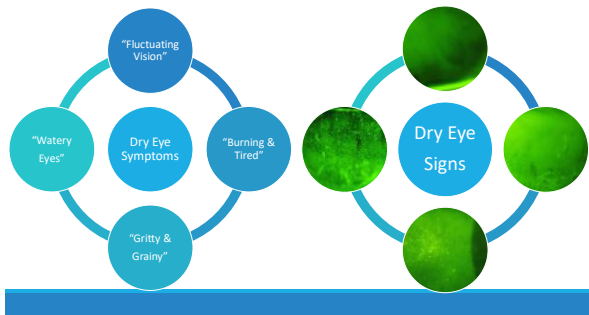 “Fluctuating
Vision”
“Watery
Eyes”
Dry Eye
Symptoms
“Burning &
Tired”
“Gritty &
Grainy”
Dry Eye
Signs